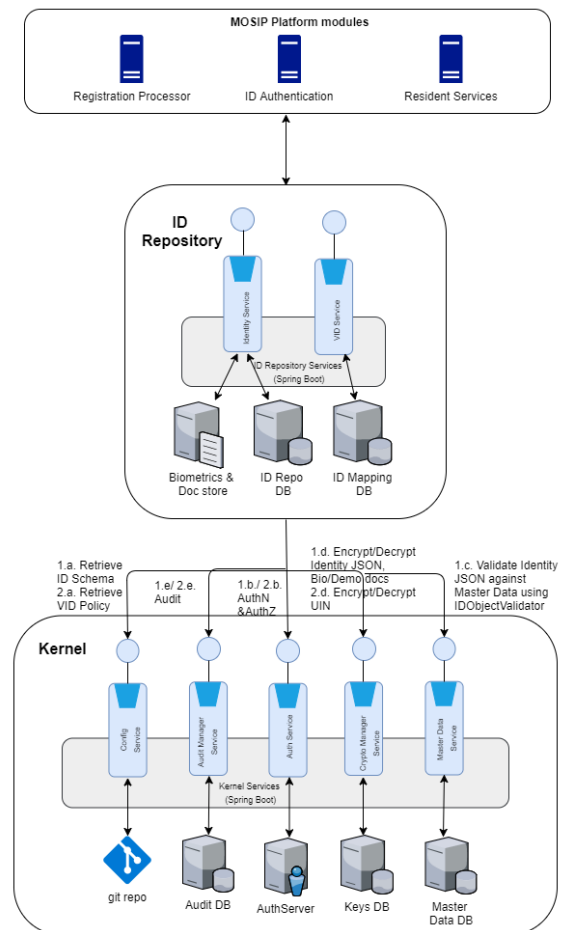 MOSIP Platform modules
Registration Processor
ID Authentication
Resident Services
ID
Repository
Identity Service
VID Service
ID Repository Services
(Spring Boot)
Biometrics &
Doc store
ID Repo
DB
ID Mapping
DB
1.a. Retrieve
ID Schema
2.a. Retrieve
VID Policy
1.e/ 2.e.
Audit
1.b./ 2.b.
AuthN
&AuthZ
1.d. Encrypt/Decrypt
Identity JSON,
Bio/Demo docs
2.d. Encrypt/Decrypt
UIN
1.c. Validate Identity
JSON against
Master Data using
IDObjectValidator
Kernel
Config
Service
Audit Manager
Service
Auth Service
Crypto Manager
Service
Master Data
Service
Kernel Services
(Spring Boot)
git repo
Audit DB
AuthServer
Keys DB
Master
Data DB